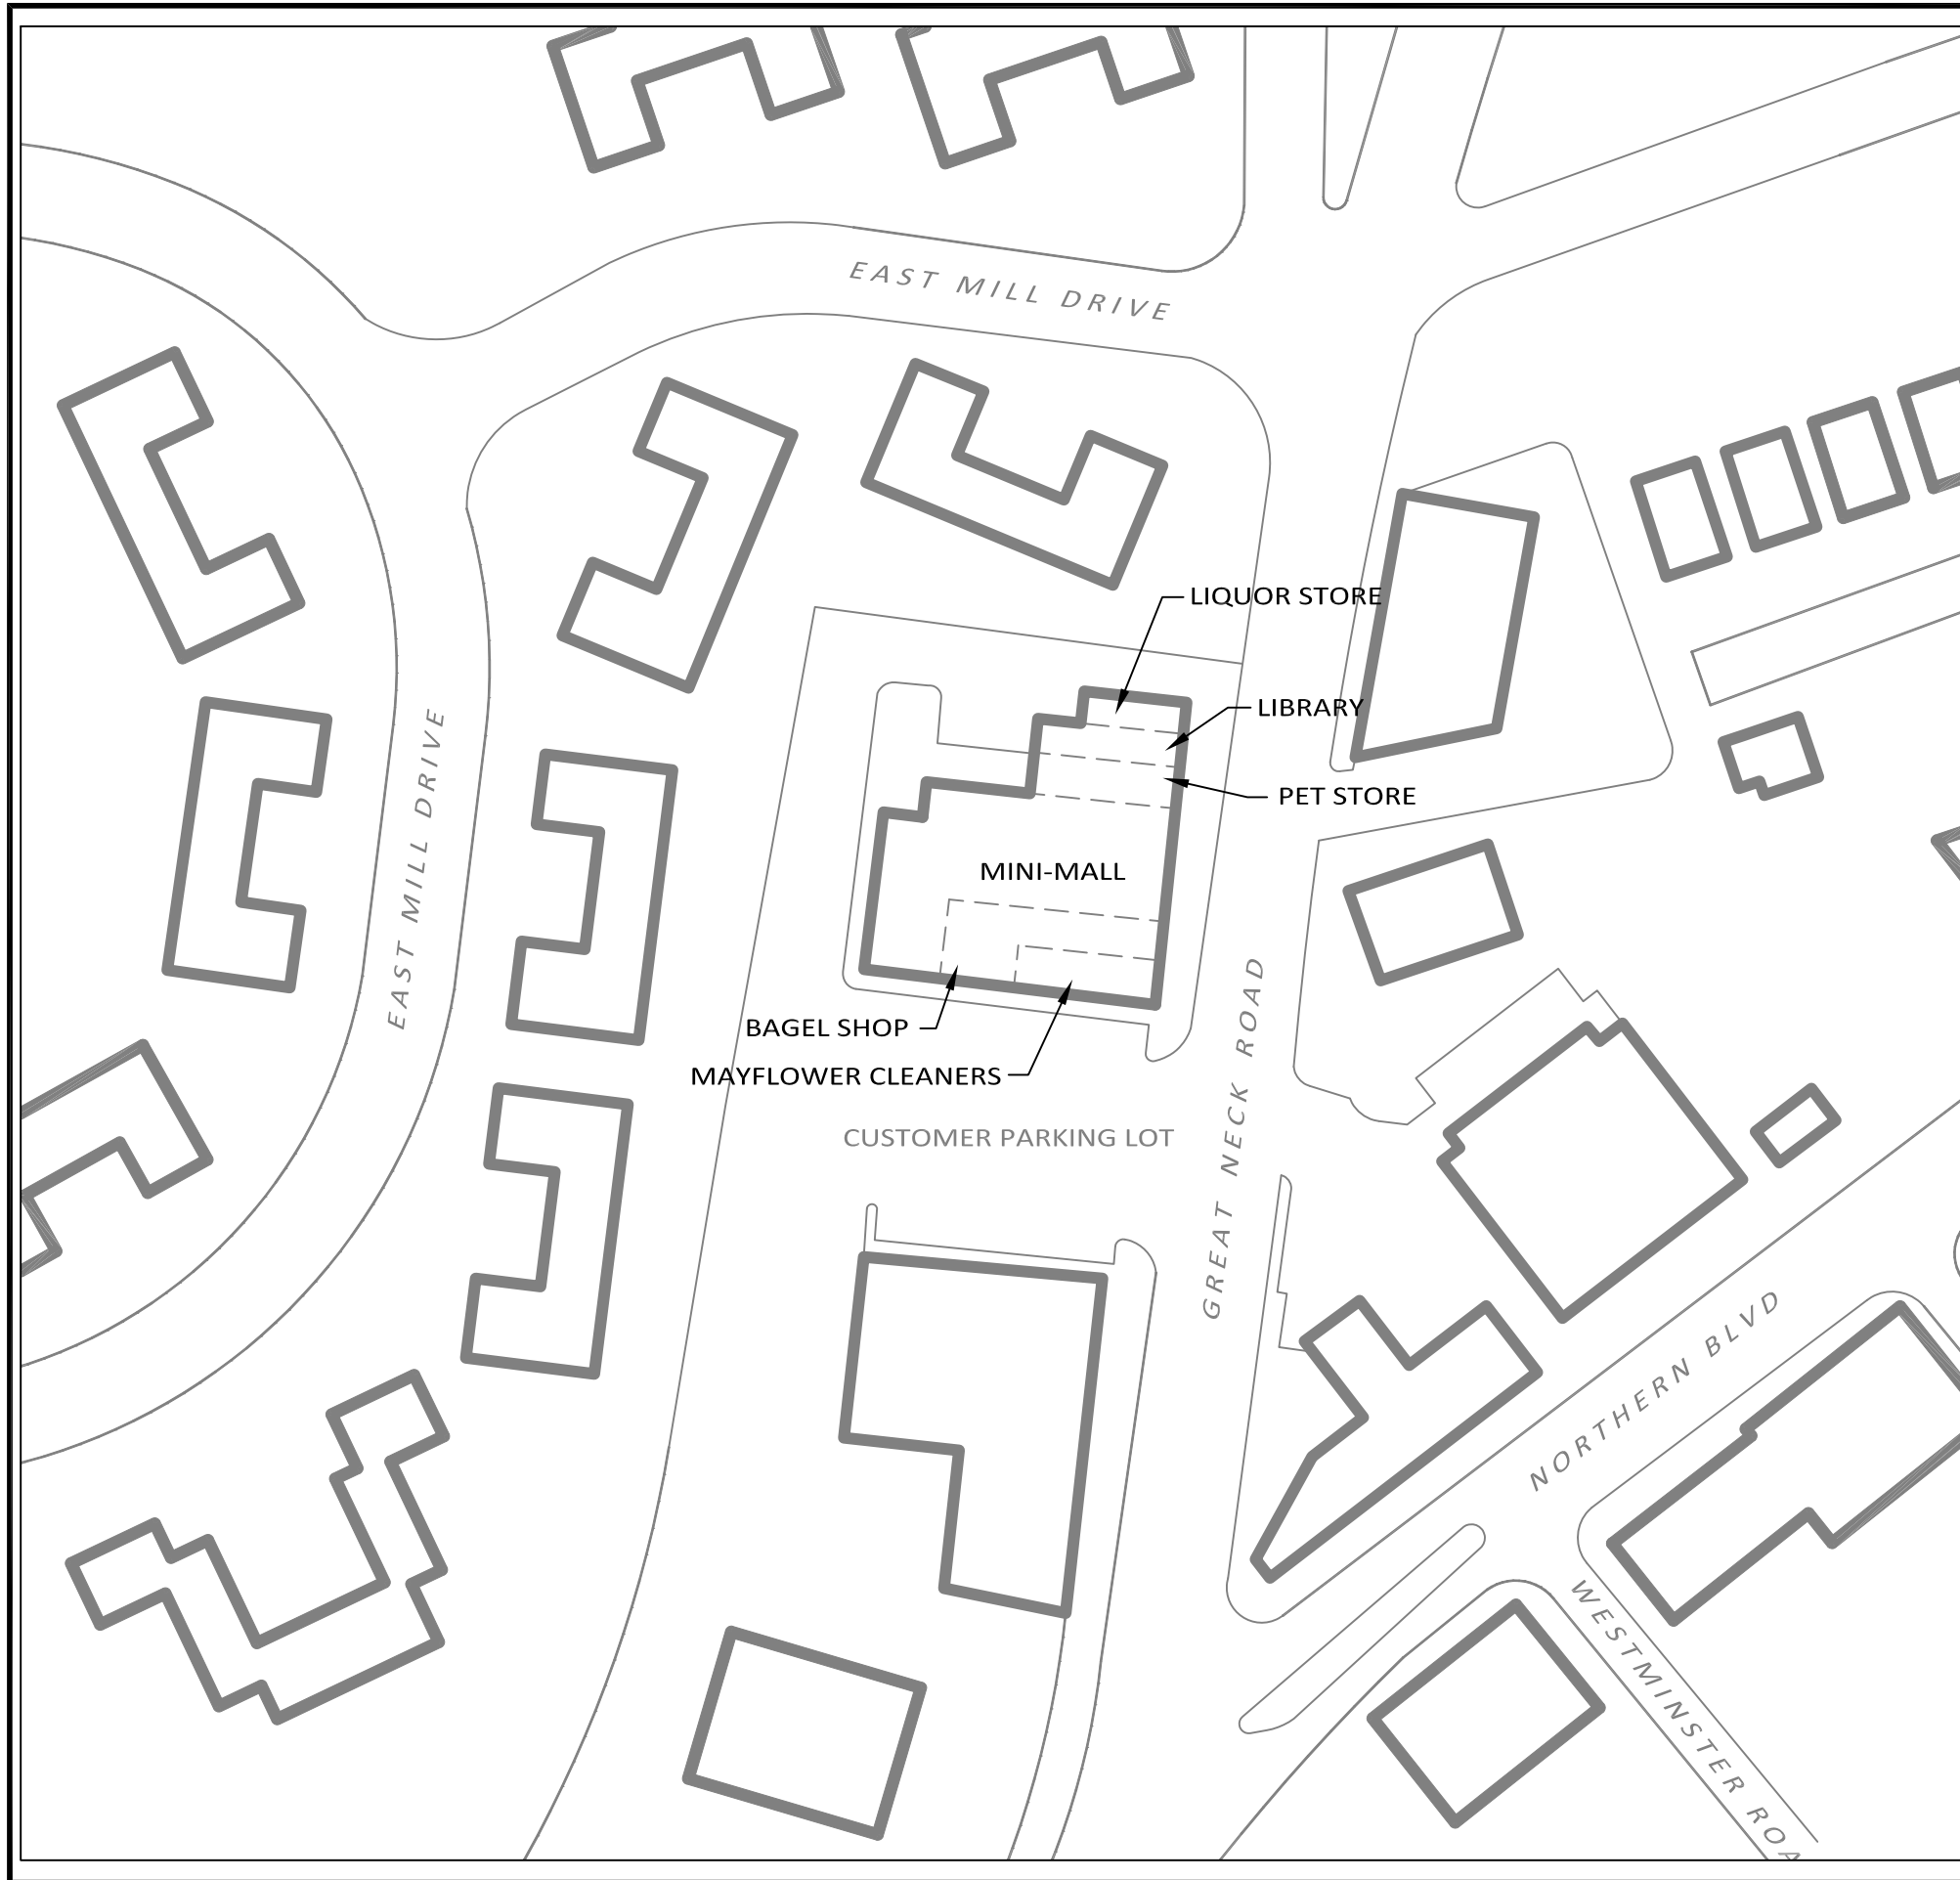 EAST MILL DRIVE
LIQUOR STORE
LIBRARY
PET STORE
EAST MILL DRIVE
MINI-MALL
BAGEL SHOP
MAYFLOWER CLEANERS
GREAT NECK ROAD
CUSTOMER PARKING LOT
NORTHERN BLVD
WESTMINSTER ROA